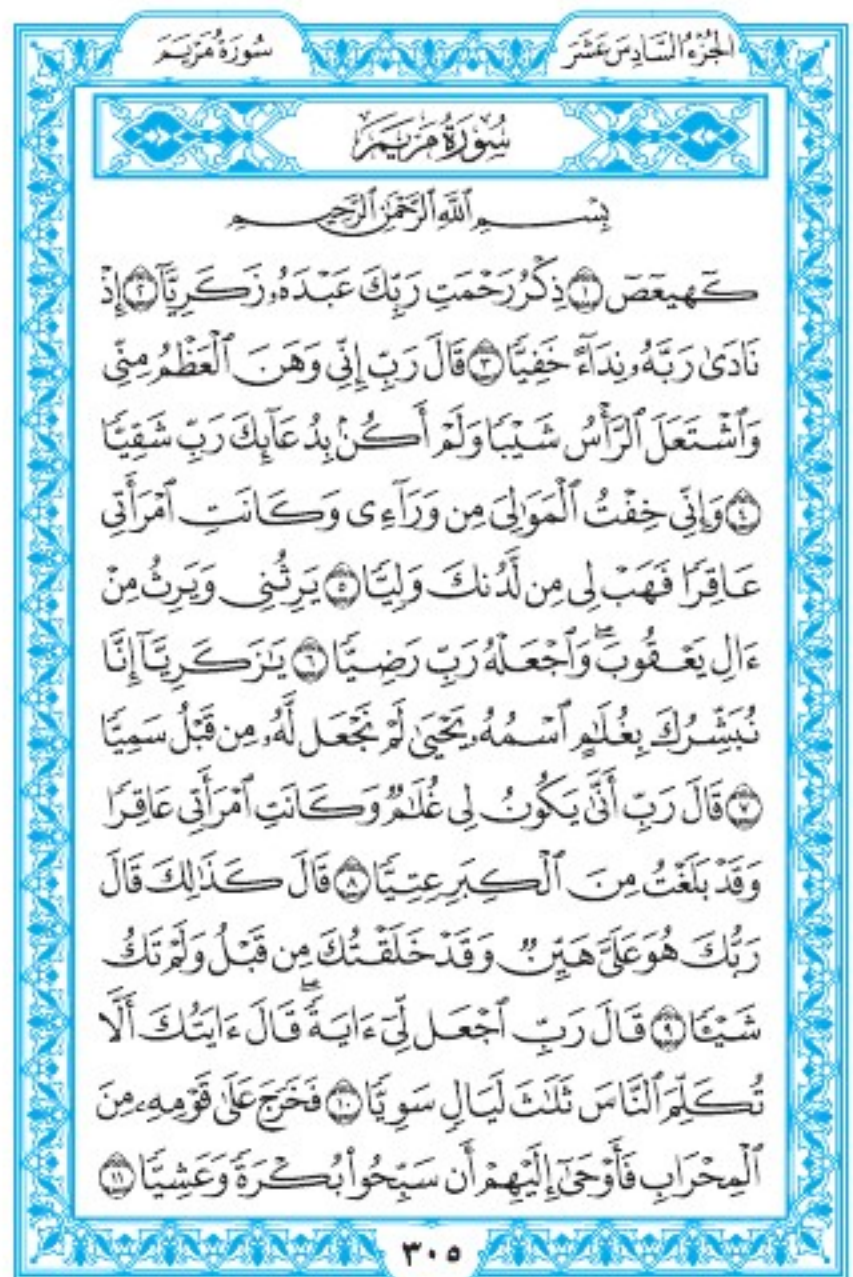 الجُزْءُ السَّادِسَ عَشَرَ
سُورَةُ مَرْيَمَ
سُورَةُ مَرْيَمَ
بِسْمِ ٱللَّهِ ٱلرَّحْمَٰنِ ٱلرَّحِيمِ
كٓهيعٓصٓ ١ ذِكْرُ رَحْمَتِ رَبِّكَ عَبْدَهُۥ زَكَرِيَّآ ٢ إِذْ
نَادَىٰ رَبَّهُۥ نِدَآءً خَفِيًّا ٣ قَالَ رَبِّ إِنِّي وَهَنَ ٱلْعَظْمُ مِنِّي
وَٱشْتَعَلَ ٱلرَّأْسُ شَيْبًا وَلَمْ أَكُنۢ بِدُعَآئِكَ رَبِّ شَقِيًّا
٤ وَإِنِّي خِفْتُ ٱلْمَوَٰلِيَ مِن وَرَآءِي وَكَانَتِ ٱمْرَأَتِي
عَاقِرًا فَهَبْ لِي مِن لَّدُنكَ وَلِيًّا ٥ يَرِثُنِي وَيَرِثُ مِنْ
ءَالِ يَعْقُوبَۖ وَٱجْعَلْهُ رَبِّ رَضِيًّا ٦ يَٰزَكَرِيَّآ إِنَّا
نُبَشِّرُكَ بِغُلَٰمٍ ٱسْمُهُۥ يَحْيَىٰ لَمْ نَجْعَل لَّهُۥ مِن قَبْلُ سَمِيًّا
٧ قَالَ رَبِّ أَنَّىٰ يَكُونُ لِي غُلَٰمٌ وَكَانَتِ ٱمْرَأَتِي عَاقِرًا
وَقَدْ بَلَغْتُ مِنَ ٱلْكِبَرِ عِتِيًّا ٨ قَالَ كَذَٰلِكَ قَالَ
رَبُّكَ هُوَ عَلَيَّ هَيِّنٌ وَقَدْ خَلَقْتُكَ مِن قَبْلُ وَلَمْ تَكُ
شَيْـًٔا ٩ قَالَ رَبِّ ٱجْعَل لِّيٓ ءَايَةًۖ قَالَ ءَايَتُكَ أَلَّا
تُكَلِّمَ ٱلنَّاسَ ثَلَٰثَ لَيَالٍ سَوِيًّا ١٠ فَخَرَجَ عَلَىٰ قَوْمِهِۦ مِنَ
ٱلْمِحْرَابِ فَأَوْحَىٰٓ إِلَيْهِمْ أَن سَبِّحُوا۟ بُكْرَةً وَعَشِيًّا ١١
٣٠٥